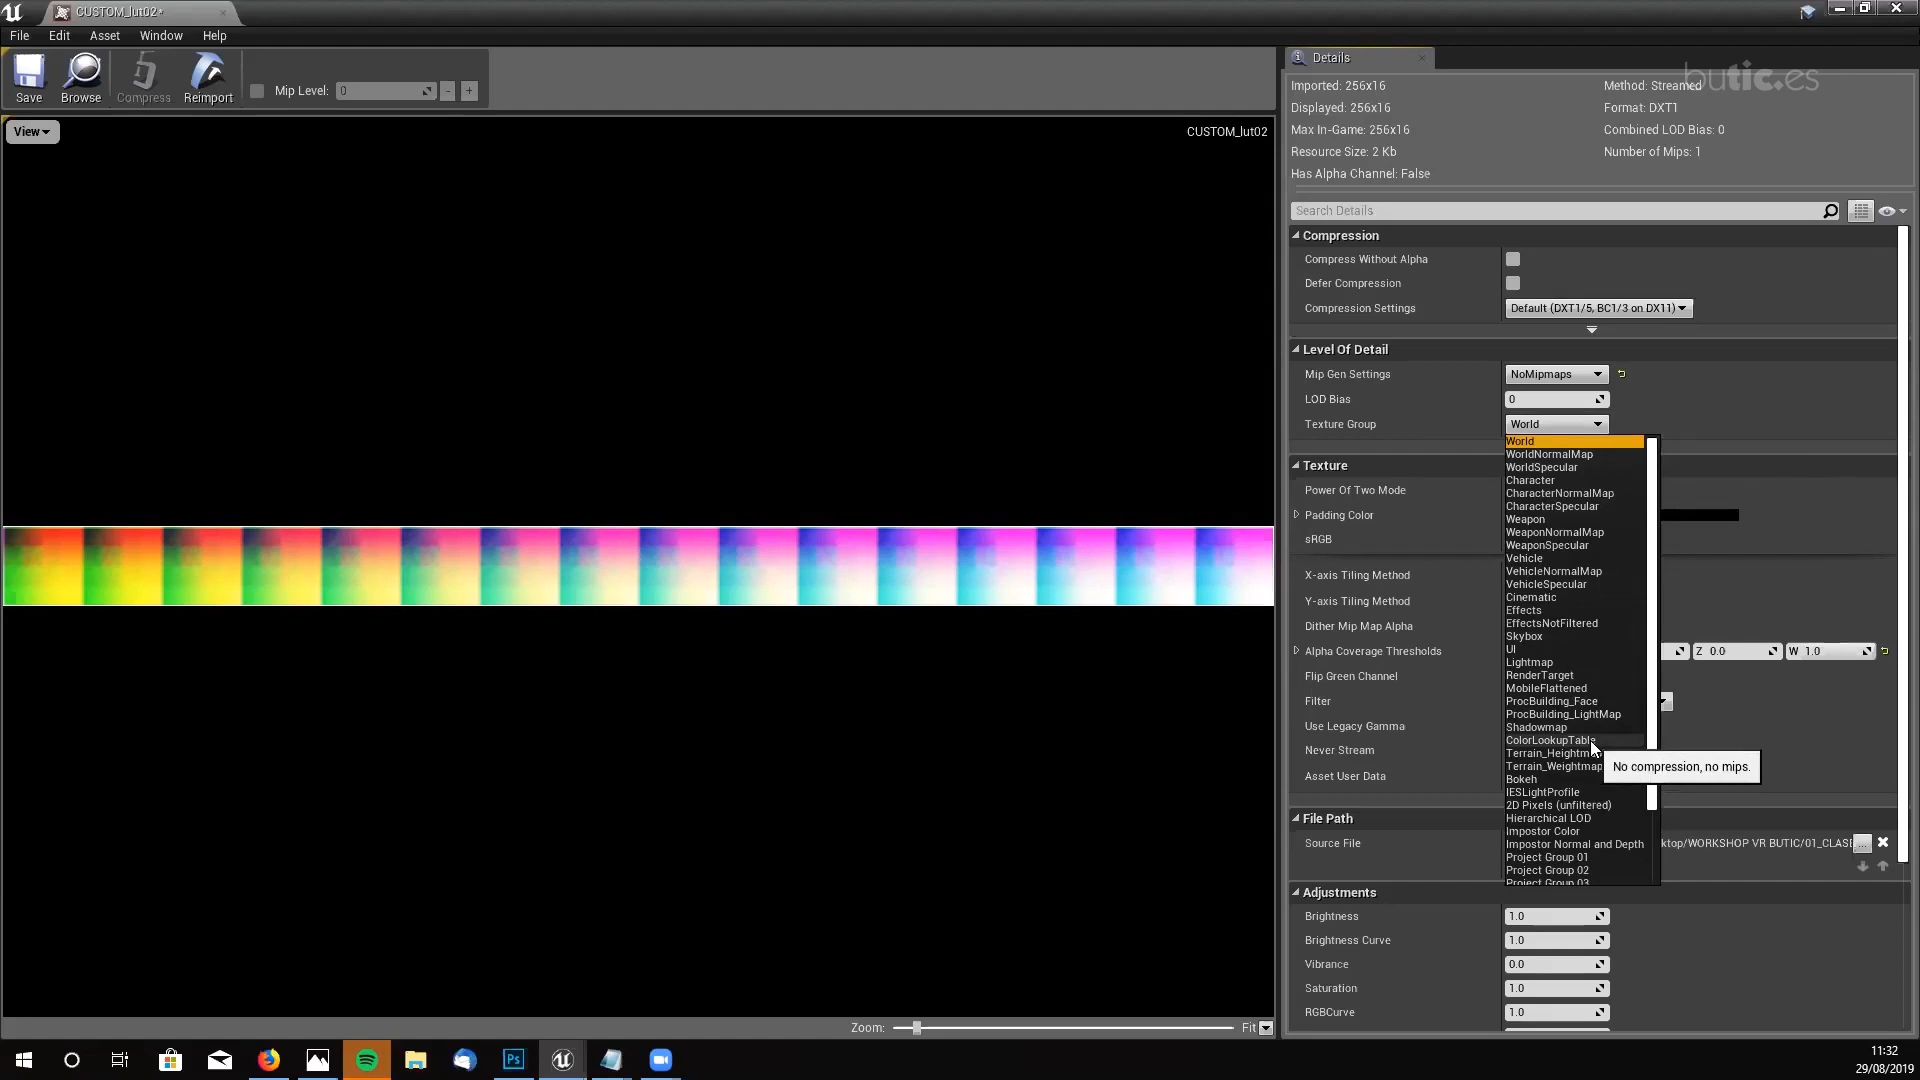 CUSTOM_lut02*
File Edit Asset Window Help
Save Browse Compress Reimport
Mip Level: 0 - +
View
CUSTOM_lut02
Zoom: Fit
Details
butic.es
Imported: 256x16
Method: Streamed
Displayed: 256x16
Format: DXT1
Max In-Game: 256x16
Combined LOD Bias: 0
Resource Size: 2 Kb
Number of Mips: 1
Has Alpha Channel: False
Search Details
Compression
Compress Without Alpha
Defer Compression
Compression Settings Default (DXT1/5, BC1/3 on DX11)
Level Of Detail
Mip Gen Settings NoMipmaps
LOD Bias 0
Texture Group World
World
WorldNormalMap
WorldSpecular
Character
CharacterNormalMap
CharacterSpecular
Weapon
WeaponNormalMap
WeaponSpecular
Vehicle
VehicleNormalMap
VehicleSpecular
Cinematic
Effects
EffectsNotFiltered
Skybox
UI
Lightmap
RenderTarget
MobileFlattened
ProcBuilding_Face
ProcBuilding_LightMap
Shadowmap
ColorLookupTable
Terrain_Heightm
Terrain_Weightmap
Bokeh
IESLightProfile
2D Pixels (unfiltered)
Hierarchical LOD
Impostor Color
Impostor Normal and Depth
Project Group 01
Project Group 02
Project Group 03
No compression, no mips.
Texture
Power Of Two Mode
Padding Color
sRGB
X-axis Tiling Method
Y-axis Tiling Method
Dither Mip Map Alpha
Alpha Coverage Thresholds Z 0.0 W 1.0
Flip Green Channel
Filter
Use Legacy Gamma
Never Stream
Asset User Data
File Path
Source File ktop/WORKSHOP VR BUTIC/01_CLASE ...
Adjustments
Brightness 1.0
Brightness Curve 1.0
Vibrance 0.0
Saturation 1.0
RGBCurve 1.0
Ps
11:32
29/08/2019